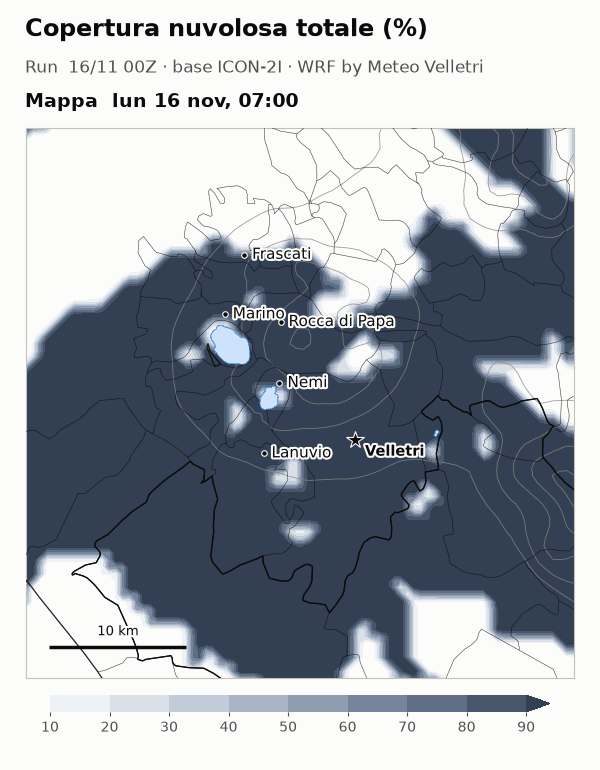 Copertura nuvolosa totale (%)
Run 16/11 00Z · base ICON-2I · WRF by Meteo Velletri
Mappa lun 16 nov, 07:00
Frascati
Marino
Rocca di Papa
Nemi
Velletri
Lanuvio
10 km
10 20 30 40 50 60 70 80 90